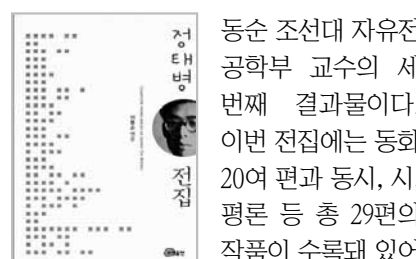 정태병
전집
동순 조선대 자유전
공학부 교수의 세
번째 결과물이다
이번 전집에는 동화
20여 편과 동시, 시,
평론 등 총 29편의
작품이 수록돼 있어